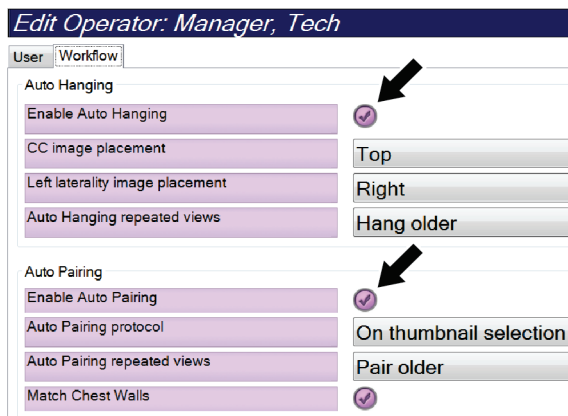 Edit Operator: Manager, Tech
User Workflow
Auto Hanging
Enable Auto Hanging
CC image placement Top
Left laterality image placement Right
Auto Hanging repeated views Hang older
Auto Pairing
Enable Auto Pairing
Auto Pairing protocol On thumbnail selection
Auto Pairing repeated views Pair older
Match Chest Walls